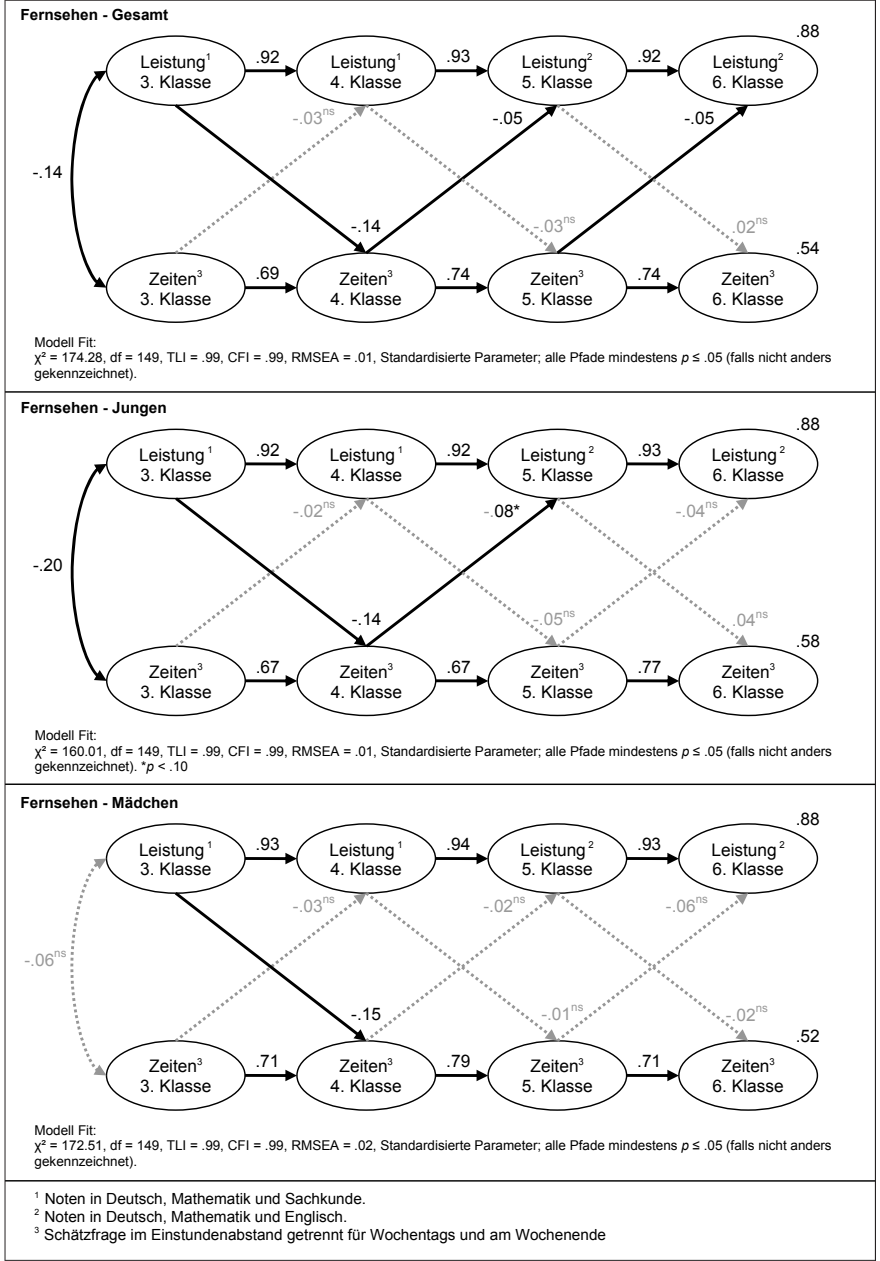 Fernsehen - Gesamt
.88
Leistung¹ .92 Leistung¹ .93 Leistung² .92 Leistung²
3. Klasse 4. Klasse 5. Klasse 6. Klasse
-.03ⁿˢ -.05 -.05
-.14
-.14 -.03ⁿˢ .02ⁿˢ
.54
Zeiten³ .69 Zeiten³ .74 Zeiten³ .74 Zeiten³
3. Klasse 4. Klasse 5. Klasse 6. Klasse
Modell Fit:
χ² = 174.28, df = 149, TLI = .99, CFI = .99, RMSEA = .01, Standardisierte Parameter; alle Pfade mindestens p ≤ .05 (falls nicht anders
gekennzeichnet).
Fernsehen - Jungen
.88
Leistung¹ .92 Leistung¹ .92 Leistung² .93 Leistung²
3. Klasse 4. Klasse 5. Klasse 6. Klasse
-.02ⁿˢ -.08* -.04ⁿˢ
-.20
-.14 -.05ⁿˢ .04ⁿˢ
.58
Zeiten³ .67 Zeiten³ .67 Zeiten³ .77 Zeiten³
3. Klasse 4. Klasse 5. Klasse 6. Klasse
Modell Fit:
χ² = 160.01, df = 149, TLI = .99, CFI = .99, RMSEA = .01, Standardisierte Parameter; alle Pfade mindestens p ≤ .05 (falls nicht anders
gekennzeichnet). *p < .10
Fernsehen - Mädchen
.88
Leistung¹ .93 Leistung¹ .94 Leistung² .93 Leistung²
3. Klasse 4. Klasse 5. Klasse 6. Klasse
-.03ⁿˢ -.02ⁿˢ -.06ⁿˢ
-.06ⁿˢ
-.15 -.01ⁿˢ -.02ⁿˢ
.52
Zeiten³ .71 Zeiten³ .79 Zeiten³ .71 Zeiten³
3. Klasse 4. Klasse 5. Klasse 6. Klasse
Modell Fit:
χ² = 172.51, df = 149, TLI = .99, CFI = .99, RMSEA = .02, Standardisierte Parameter; alle Pfade mindestens p ≤ .05 (falls nicht anders
gekennzeichnet).
¹ Noten in Deutsch, Mathematik und Sachkunde.
² Noten in Deutsch, Mathematik und Englisch.
³ Schätzfrage im Einstundenabstand getrennt für Wochentags und am Wochenende